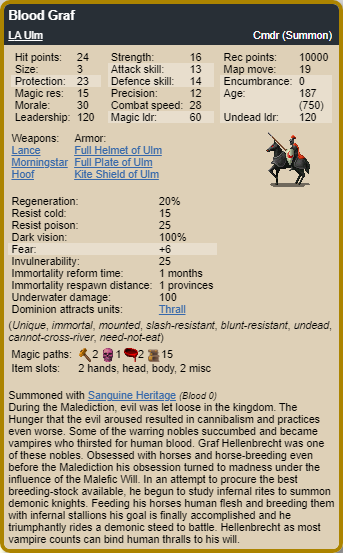 Blood Graf
LA Ulm Cmdr (Summon)
Hit points: 24 Strength: 16 Rec points: 10000
Size: 3 Attack skill: 13 Map move: 19
Protection: 23 Defence skill: 14 Encumbrance: 0
Magic res: 15 Precision: 12 Age: 187
Morale: 30 Combat speed: 28 (750)
Leadership: 120 Magic ldr: 60 Undead ldr: 120
Weapons: Armor:
Lance Full Helmet of Ulm
Morningstar Full Plate of Ulm
Hoof Kite Shield of Ulm
Regeneration: 20%
Resist cold: 15
Resist poison: 25
Dark vision: 100%
Fear: +6
Invulnerability: 25
Immortality reform time: 1 months
Immortality respawn distance: 1 provinces
Underwater damage: 100
Dominion attracts units: Thrall
(Unique, immortal, mounted, slash-resistant, blunt-resistant, undead,
cannot-cross-river, need-not-eat)
Magic paths: 2 1 2 15
Item slots: 2 hands, head, body, 2 misc
Summoned with Sanguine Heritage (Blood 0)
During the Malediction, evil was let loose in the kingdom. The
Hunger that the evil aroused resulted in cannibalism and practices
even worse. Some of the warring nobles succumbed and became
vampires who thirsted for human blood. Graf Hellenbrecht was one
of these nobles. Obsessed with horses and horse-breeding even
before the Malediction his obsession turned to madness under the
influence of the Malefic Will. In an attempt to procure the best
breeding-stock available, he begun to study infernal rites to summon
demonic knights. Feeding his horses human flesh and breeding them
with infernal stallions his goal is finally accomplished and he
triumphantly rides a demonic steed to battle. Hellenbrecht as most
vampire counts can bind human thralls to his will.